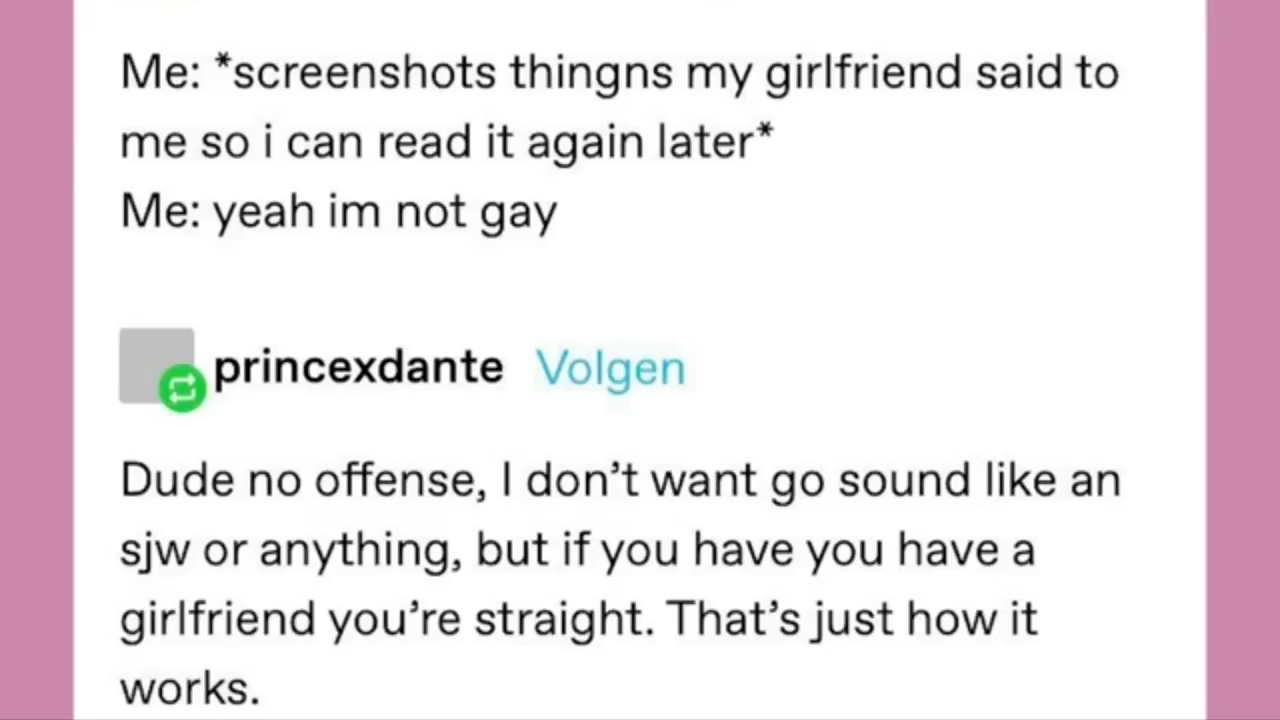 Me: *screenshots thingns my girlfriend said to
me so i can read it again later*
Me: yeah im not gay
princexdante Volgen
Dude no offense, I don’t want go sound like an
sjw or anything, but if you have you have a
girlfriend you’re straight. That’s just how it
works.